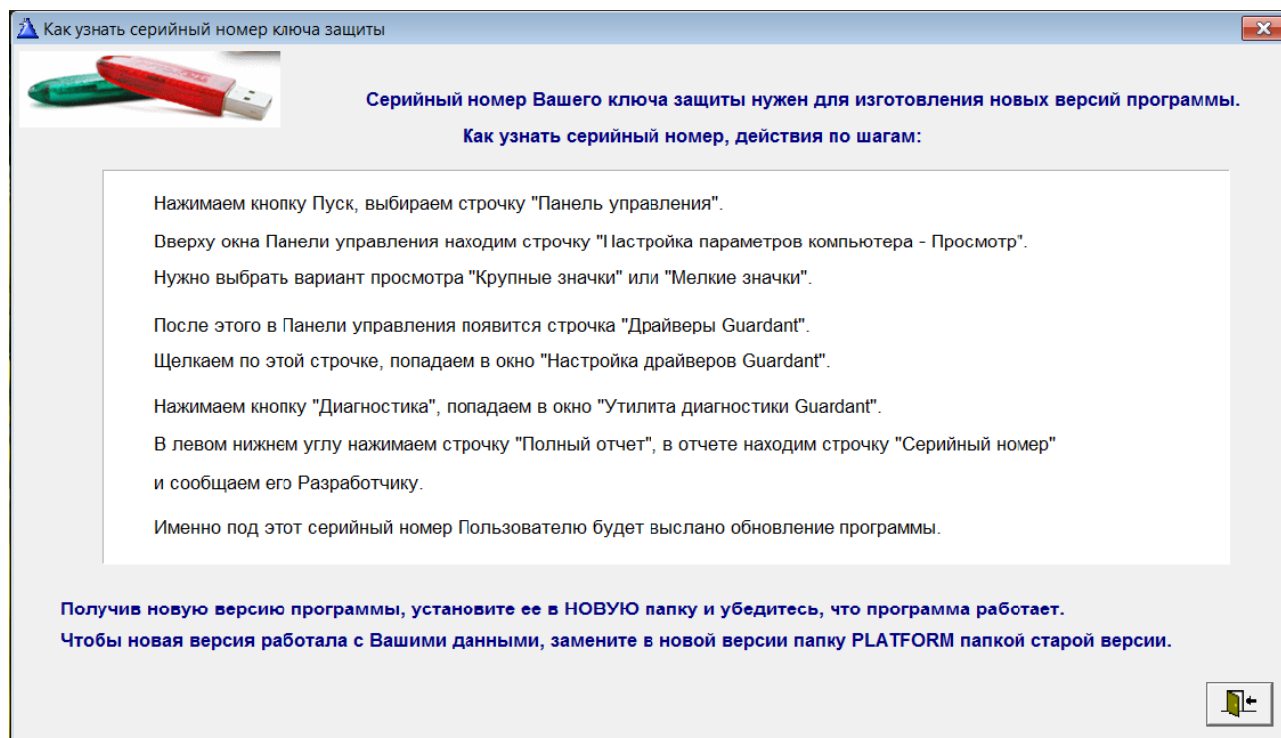 Как узнать серийный номер ключа защиты
Серийный номер Вашего ключа защиты нужен для изготовления новых версий программы.
Как узнать серийный номер, действия по шагам:
Нажимаем кнопку Пуск, выбираем строчку "Панель управления".
Вверху окна Панели управления находим строчку "Настройка параметров компьютера - Просмотр".
Нужно выбрать вариант просмотра "Крупные значки" или "Мелкие значки".
После этого в Панели управления появится строчка "Драйверы Guardant".
Щелкаем по этой строчке, попадаем в окно "Настройка драйверов Guardant".
Нажимаем кнопку "Диагностика", попадаем в окно "Утилита диагностики Guardant".
В левом нижнем углу нажимаем строчку "Полный отчет", в отчете находим строчку "Серийный номер"
и сообщаем его Разработчику.
Именно под этот серийный номер Пользователю будет выслано обновление программы.
Получив новую версию программы, установите ее в НОВУЮ папку и убедитесь, что программа работает.
Чтобы новая версия работала с Вашими данными, замените в новой версии папку PLATFORM папкой старой версии.